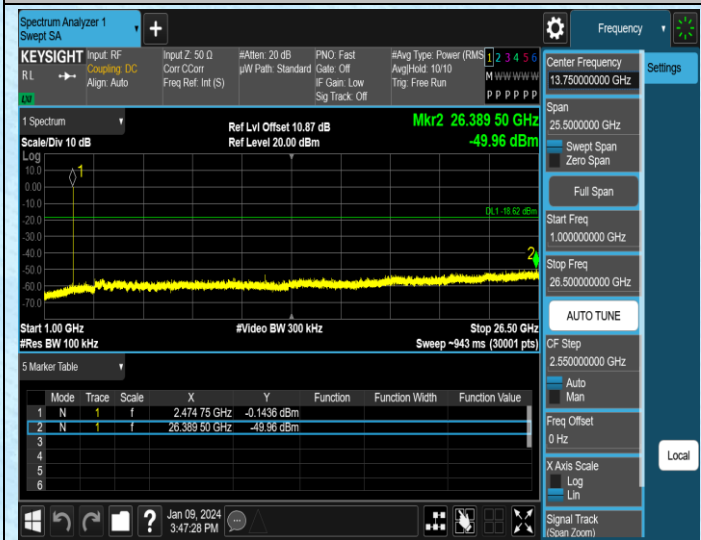 Spectrum Analyzer 1
Swept SA
Frequency
KEYSIGHT
Input: RF
Input Z: 50 Ω
#Atten: 20 dB
PNO: Fast
#Avg Type: Power (RMS
1 2 3 4 5 6
R L
Coupling: DC
Corr CCorr
µW Path: Standard
Gate: Off
Avg|Hold: 10/10
M W W W W W
Align: Auto
Freq Ref: Int (S)
IF Gain: Low
Trig: Free Run
Sig Track: Off
P P P P P P
LXI
1 Spectrum
Ref Lvl Offset 10.87 dB
Mkr2 26.389 50 GHz
Scale/Div 10 dB
Ref Level 20.00 dBm
-49.96 dBm
Log
10.0
1
0.00
-10.0
-20.0
DL1 -18.62 dBm
-30.0
-40.0
2
-50.0
-60.0
-70.0
Start 1.00 GHz
#Video BW 300 kHz
Stop 26.50 GHz
#Res BW 100 kHz
Sweep ~943 ms (30001 pts)
5 Marker Table
Mode Trace Scale X Y Function Function Width Function Value
1 N 1 f 2.474 75 GHz -0.1436 dBm
2 N 1 f 26.389 50 GHz -49.96 dBm
3
4
5
6
?
Jan 09, 2024
3:47:28 PM
Center Frequency
13.750000000 GHz
Settings
Span
25.5000000 GHz
Swept Span
Zero Span
Full Span
Start Freq
1.000000000 GHz
Stop Freq
26.500000000 GHz
AUTO TUNE
CF Step
2.550000000 GHz
Auto
Man
Freq Offset
0 Hz
Local
X Axis Scale
Log
Lin
Signal Track
(Span Zoom)